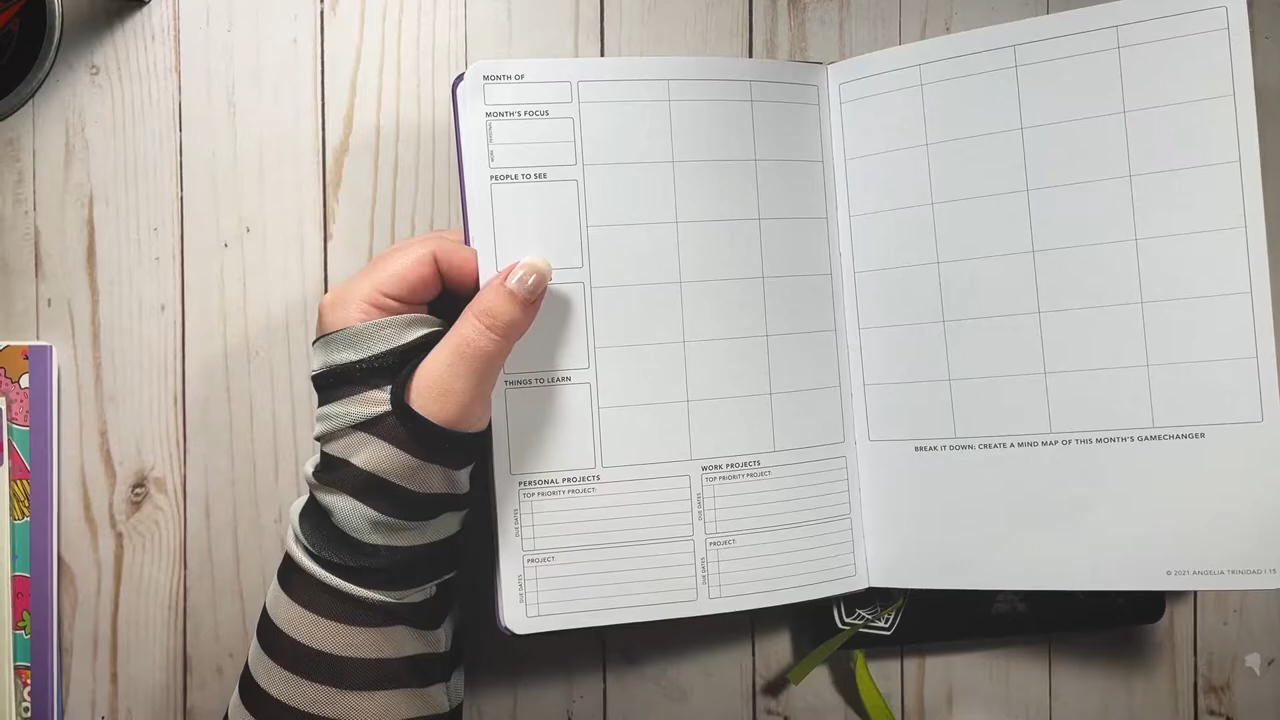 MONTH OF
MONTH'S FOCUS
PERSONAL
WORK
PEOPLE TO SEE
THINGS TO LEARN
PERSONAL PROJECTS
TOP PRIORITY PROJECT:
DUE DATES
PROJECT:
DUE DATES
WORK PROJECTS
TOP PRIORITY PROJECT:
DUE DATES
PROJECT:
DUE DATES
BREAK IT DOWN: CREATE A MIND MAP OF THIS MONTH'S GAMECHANGER
© 2021 ANGELIA TRINIDAD | 15